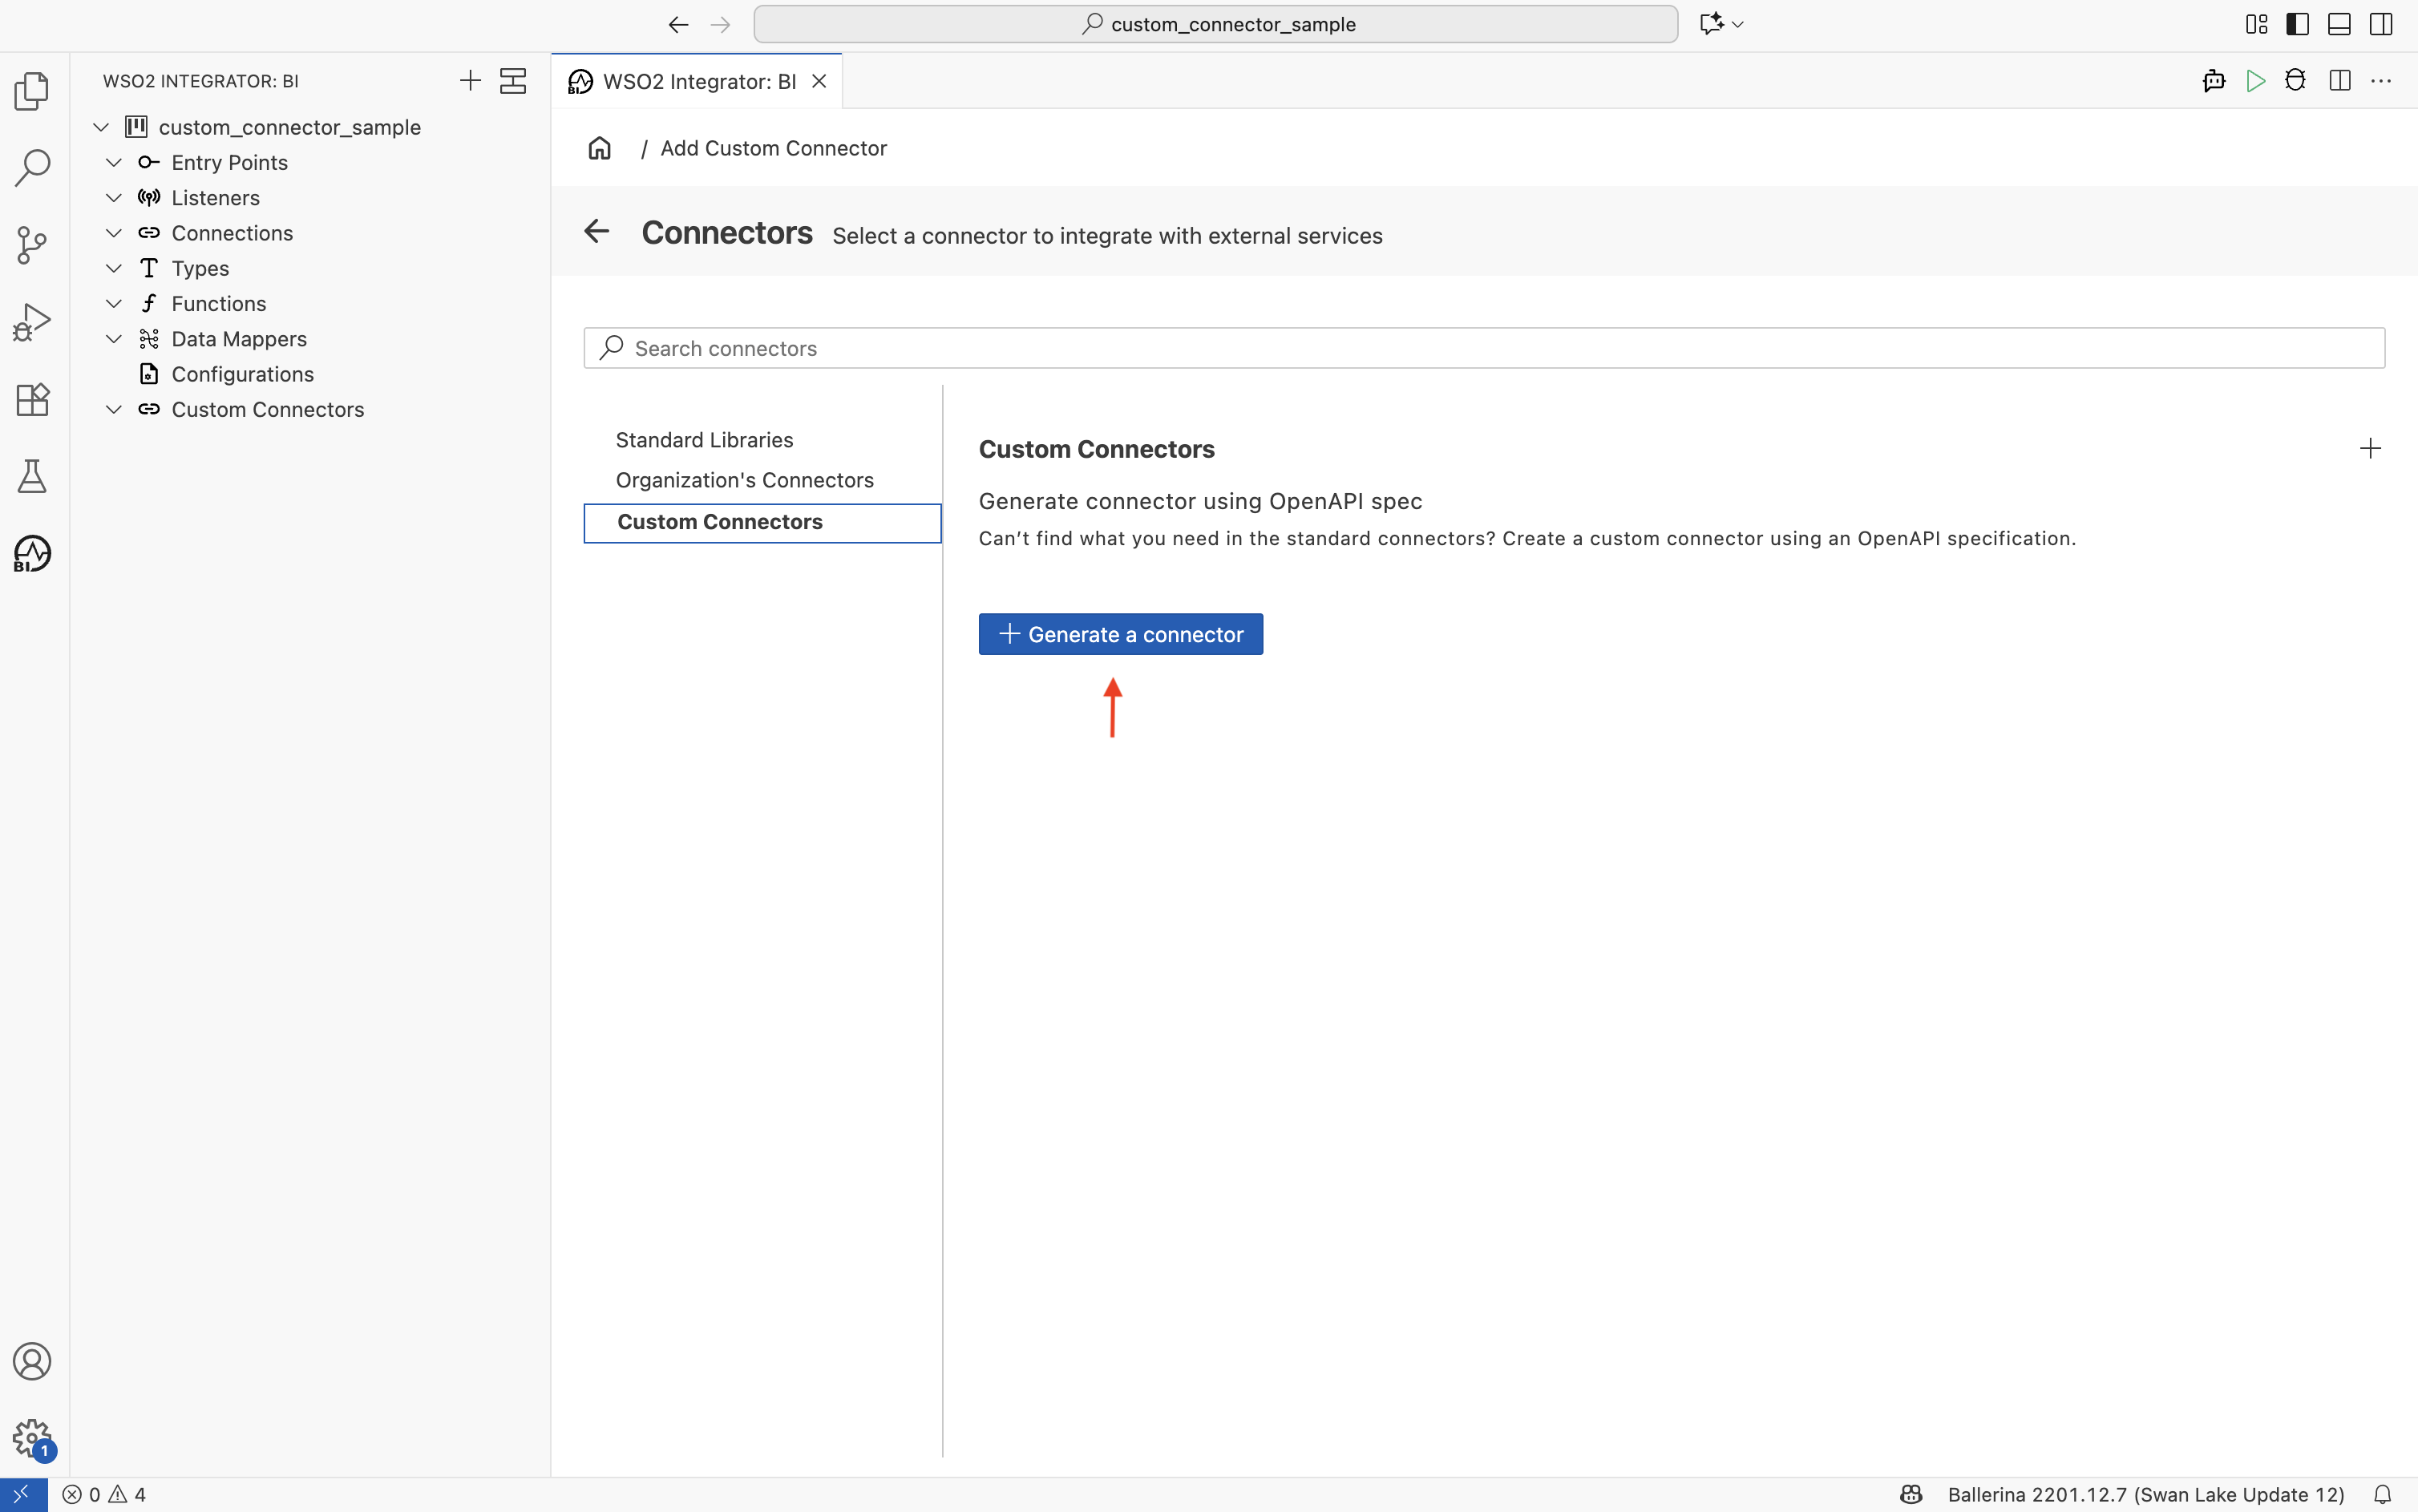 custom_connector_sample
WSO2 INTEGRATOR: BI
WSO2 Integrator: BI
custom_connector_sample
Entry Points
Listeners
Connections
Types
Functions
Data Mappers
Configurations
Custom Connectors
BI
/ Add Custom Connector
Connectors Select a connector to integrate with external services
Search connectors
Standard Libraries
Organization's Connectors
Custom Connectors
Custom Connectors
Generate connector using OpenAPI spec
Can’t find what you need in the standard connectors? Create a custom connector using an OpenAPI specification.
Generate a connector
1
0 4
Ballerina 2201.12.7 (Swan Lake Update 12)